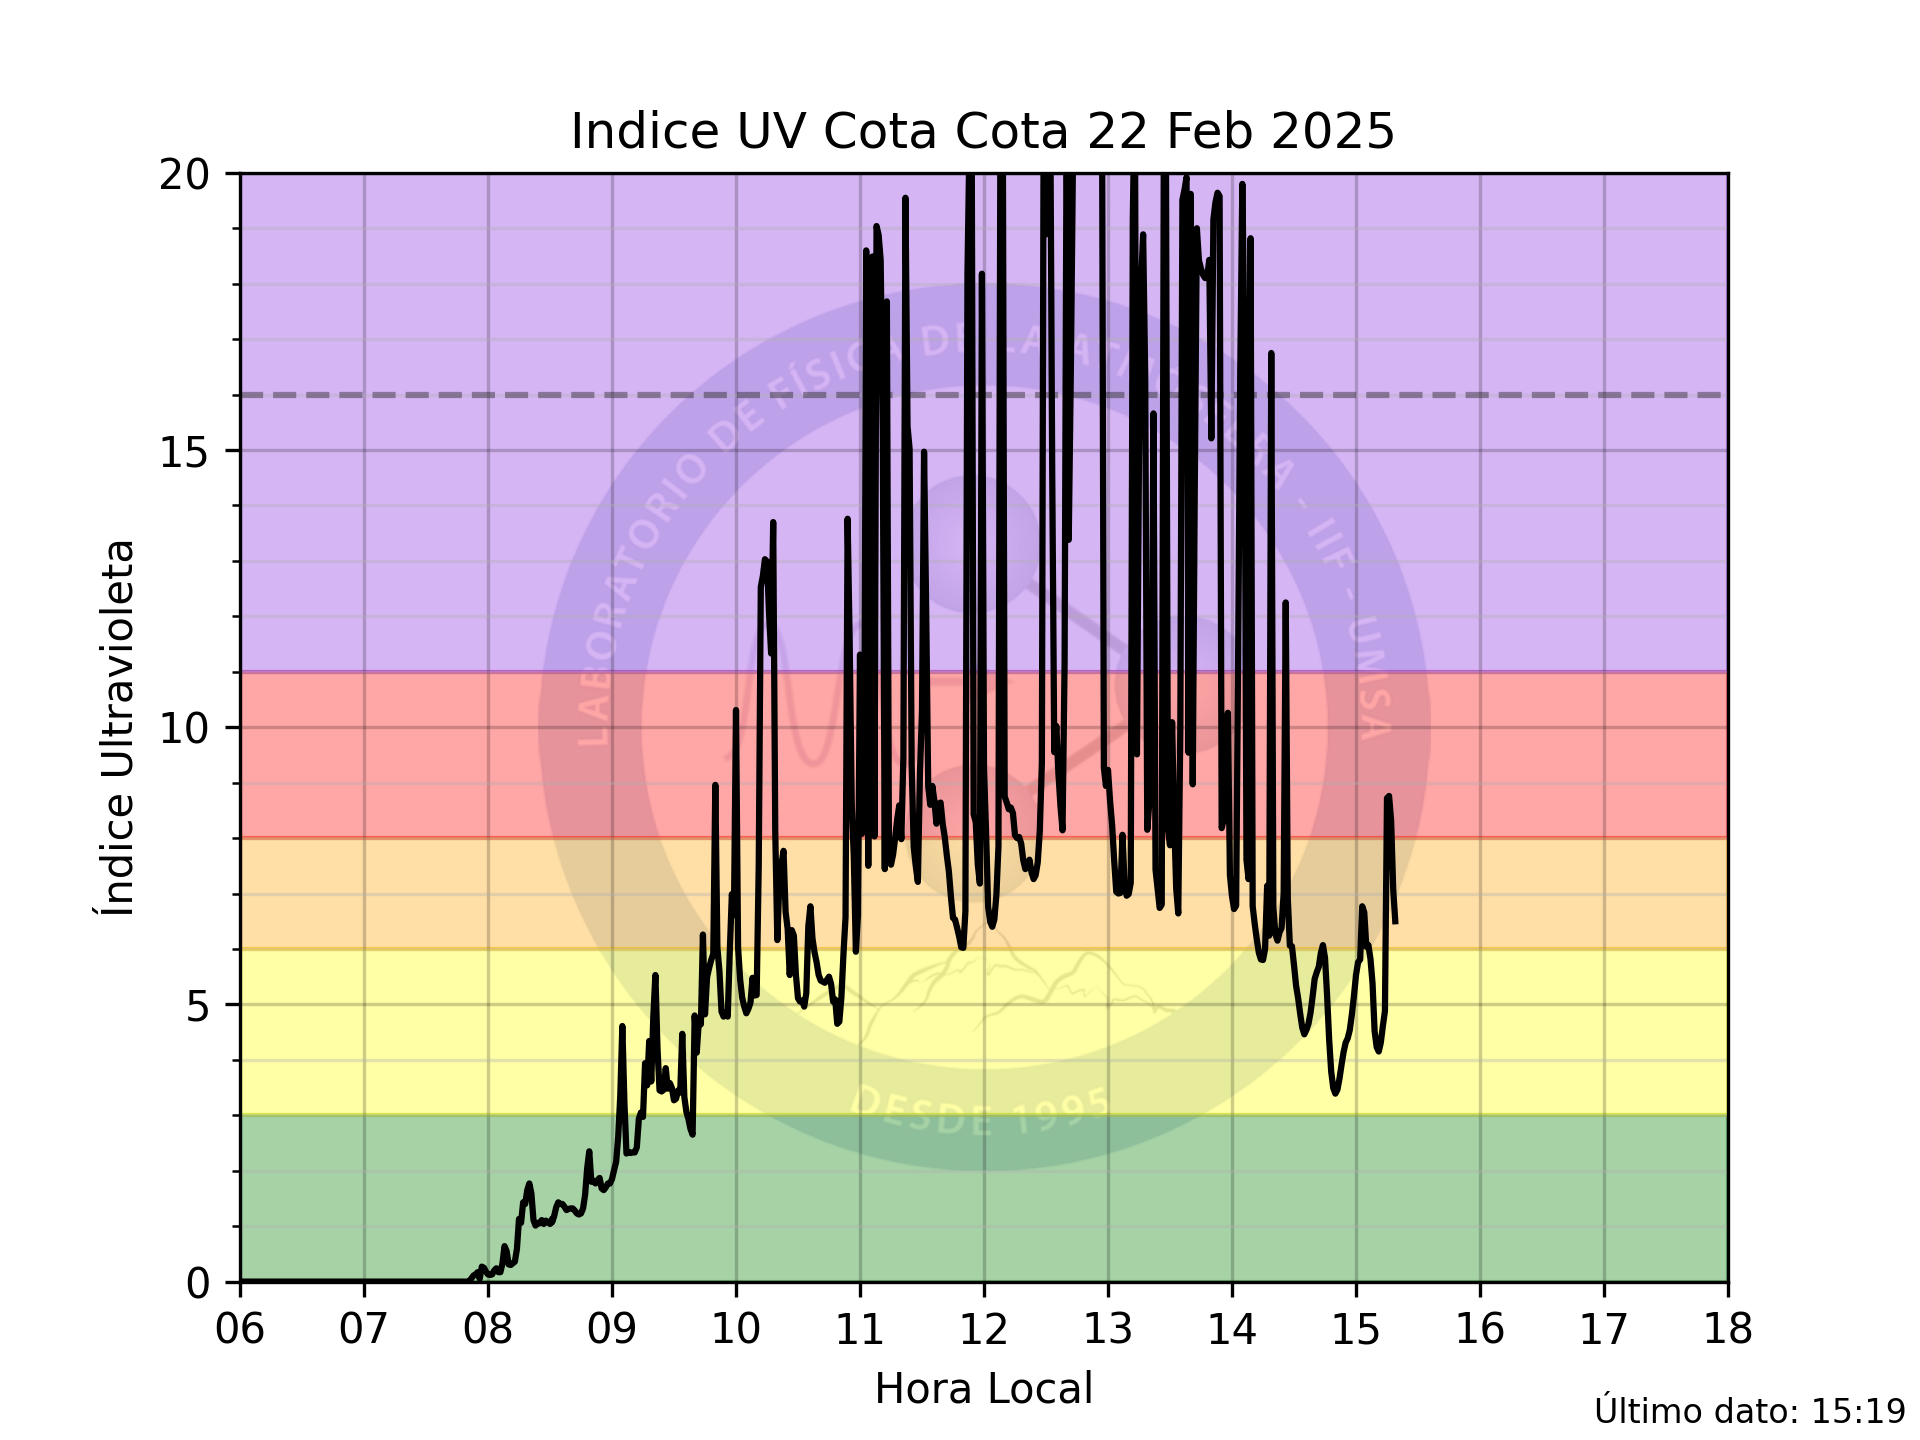 Indice UV Cota Cota 22 Feb 2025
20
15
10
5
0
Índice Ultravioleta
LABORATORIO DE FÍSICA DE LA ATMÓSFERA - IIF - UMSA
DESDE 1995
06 07 08 09 10 11 12 13 14 15 16 17 18
Hora Local
Último dato: 15:19